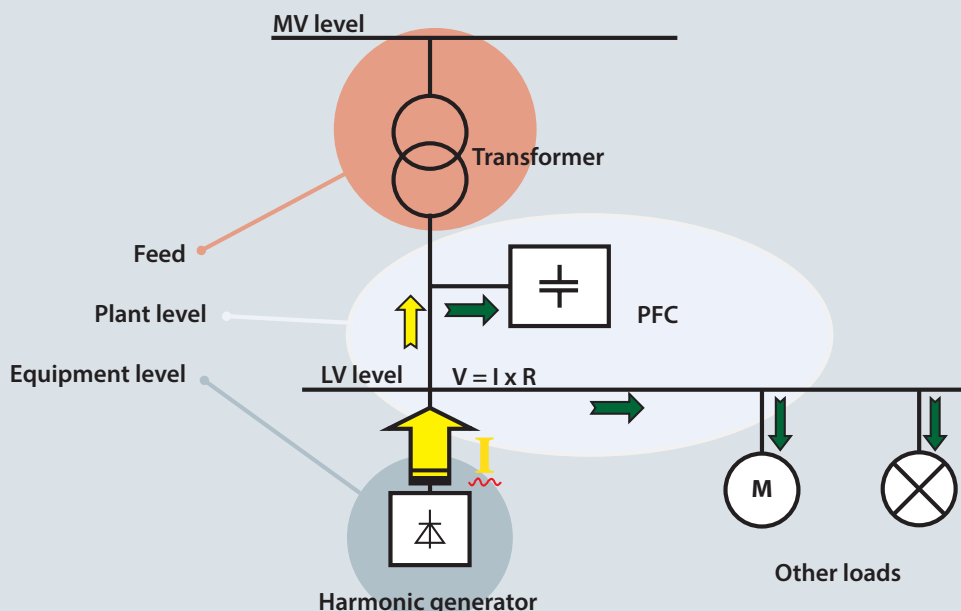 MV level
Transformer
Feed
Plant level
PFC
Equipment level
LV level
V = I x R
I
M
Other loads
Harmonic generator